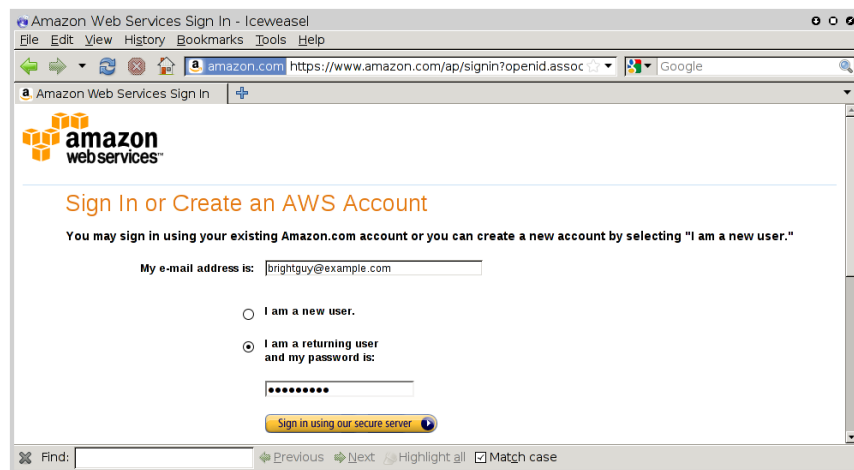 Amazon Web Services Sign In - Iceweasel
File Edit View History Bookmarks Tools Help
amazon.com https://www.amazon.com/ap/signin?openid.assoc Google
Amazon Web Services Sign In
amazon
web services™
Sign In or Create an AWS Account
You may sign in using your existing Amazon.com account or you can create a new account by selecting "I am a new user."
My e-mail address is: brightguy@example.com
I am a new user.
I am a returning user
and my password is:
•••••••••
Sign in using our secure server
Find: Previous Next Highlight all Match case